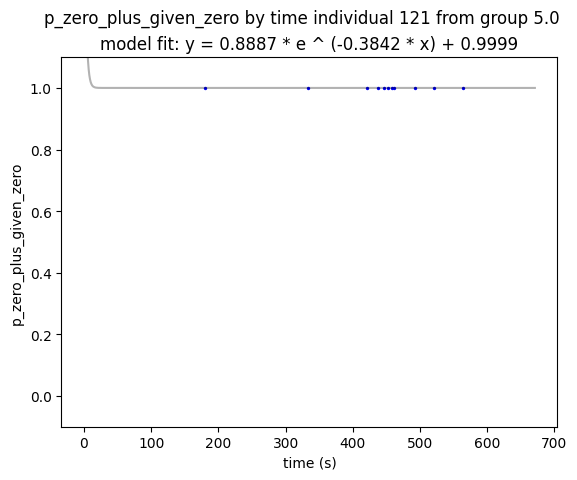 p_zero_plus_given_zero by time individual 121 from group 5.0
model fit: y = 0.8887 * e ^ (-0.3842 * x) + 0.9999
1.0
0.8
0.6
0.4
0.2
0.0
p_zero_plus_given_zero
0 100 200 300 400 500 600 700
time (s)